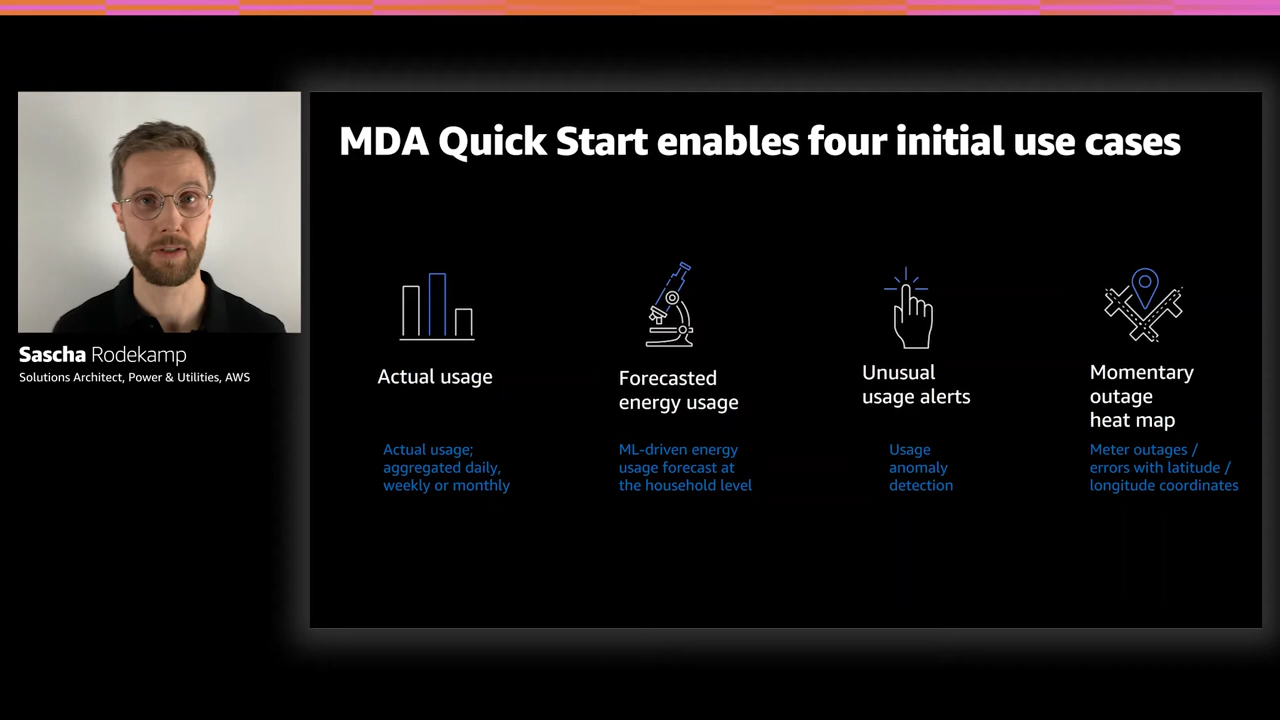 MDA Quick Start enables four initial use cases
Sascha Rodekamp
Solutions Architect, Power & Utilities, AWS
Actual usage
Actual usage;
aggregated daily,
weekly or monthly
Forecasted
energy usage
ML-driven energy
usage forecast at
the household level
Unusual
usage alerts
Usage
anomaly
detection
Momentary
outage
heat map
Meter outages /
errors with latitude /
longitude coordinates